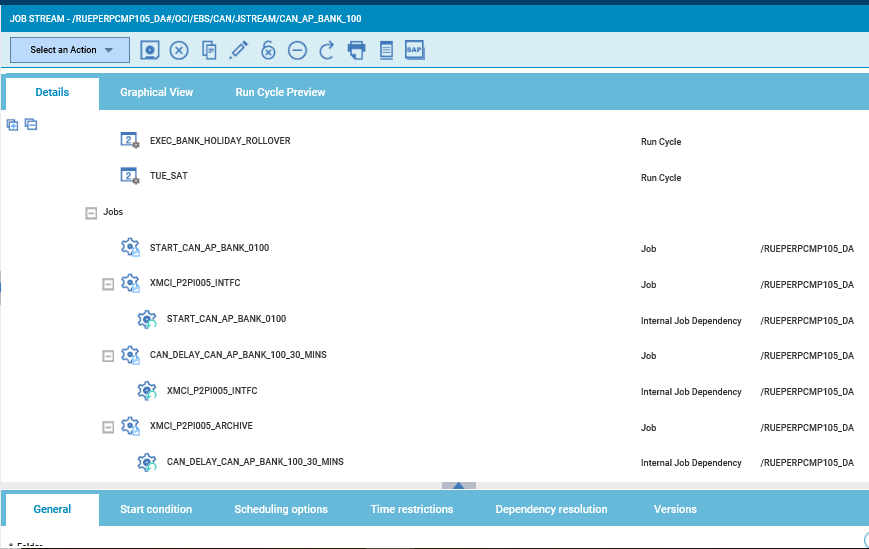 JOB STREAM - /RUEPERPCMP105_DA#/OCI/EBS/CAN/JSTREAM/CAN_AP_BANK_100
Select an Action SAP
Details Graphical View Run Cycle Preview
2 EXEC_BANK_HOLIDAY_ROLLOVER Run Cycle
2 TUE_SAT Run Cycle
Jobs
START_CAN_AP_BANK_0100 Job /RUEPERPCMP105_DA
XMCI_P2PI005_INTFC Job /RUEPERPCMP105_DA
START_CAN_AP_BANK_0100 Internal Job Dependency /RUEPERPCMP105_DA
CAN_DELAY_CAN_AP_BANK_100_30_MINS Job /RUEPERPCMP105_DA
XMCI_P2PI005_INTFC Internal Job Dependency /RUEPERPCMP105_DA
XMCI_P2PI005_ARCHIVE Job /RUEPERPCMP105_DA
CAN_DELAY_CAN_AP_BANK_100_30_MINS Internal Job Dependency /RUEPERPCMP105_DA
General Start condition Scheduling options Time restrictions Dependency resolution Versions
* Folder